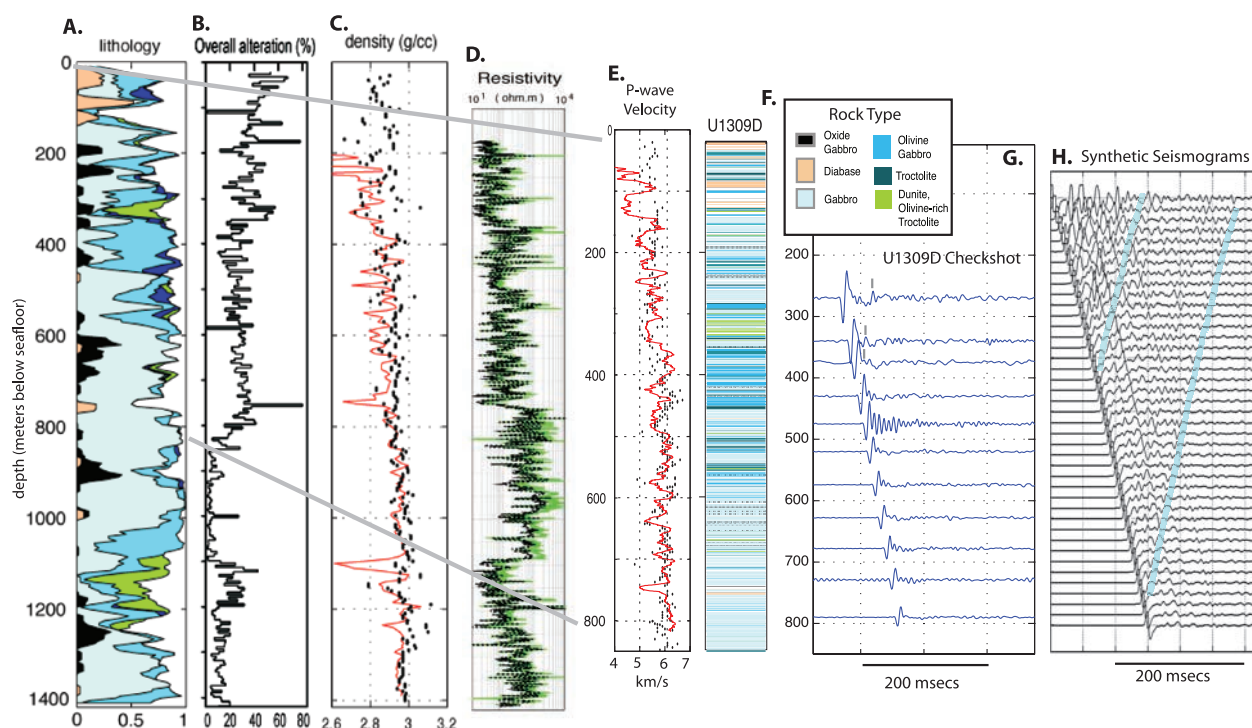 A.
lithology
0
200
400
600
800
1000
1200
1400
depth (meters below seafloor)
0 0.5 1
B.
Overall alteration (%)
0 20 40 60 80
C.
density (g/cc)
2.6 2.8 3 3.2
D.
Resistivity
10¹ ( ohm.m ) 10⁴
E.
P-wave
Velocity
0
200
400
600
800
4 5 6 7
km/s
U1309D
F.
Rock Type
Oxide
Gabbro
Diabase
Gabbro
Olivine
Gabbro
Troctolite
Dunite,
Olivine-rich
Troctolite
G.
U1309D Checkshot
200
300
400
500
600
700
800
200 msecs
H.
Synthetic Seismograms
200 msecs